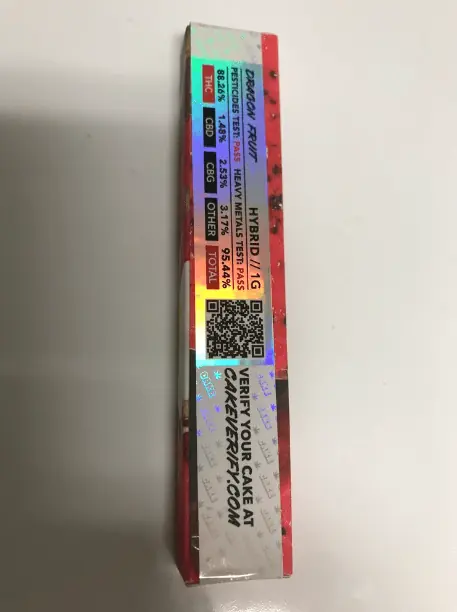 DRAGON FRUIT
HYBRID // 1G
PESTICIDES TEST: PASS HEAVY METALS TEST: PASS
88.26% 1.48% 2.53% 3.17% 95.44%
THC CBD CBG OTHER TOTAL
VERIFY YOUR CAKE AT
CAKEVERIFY.COM